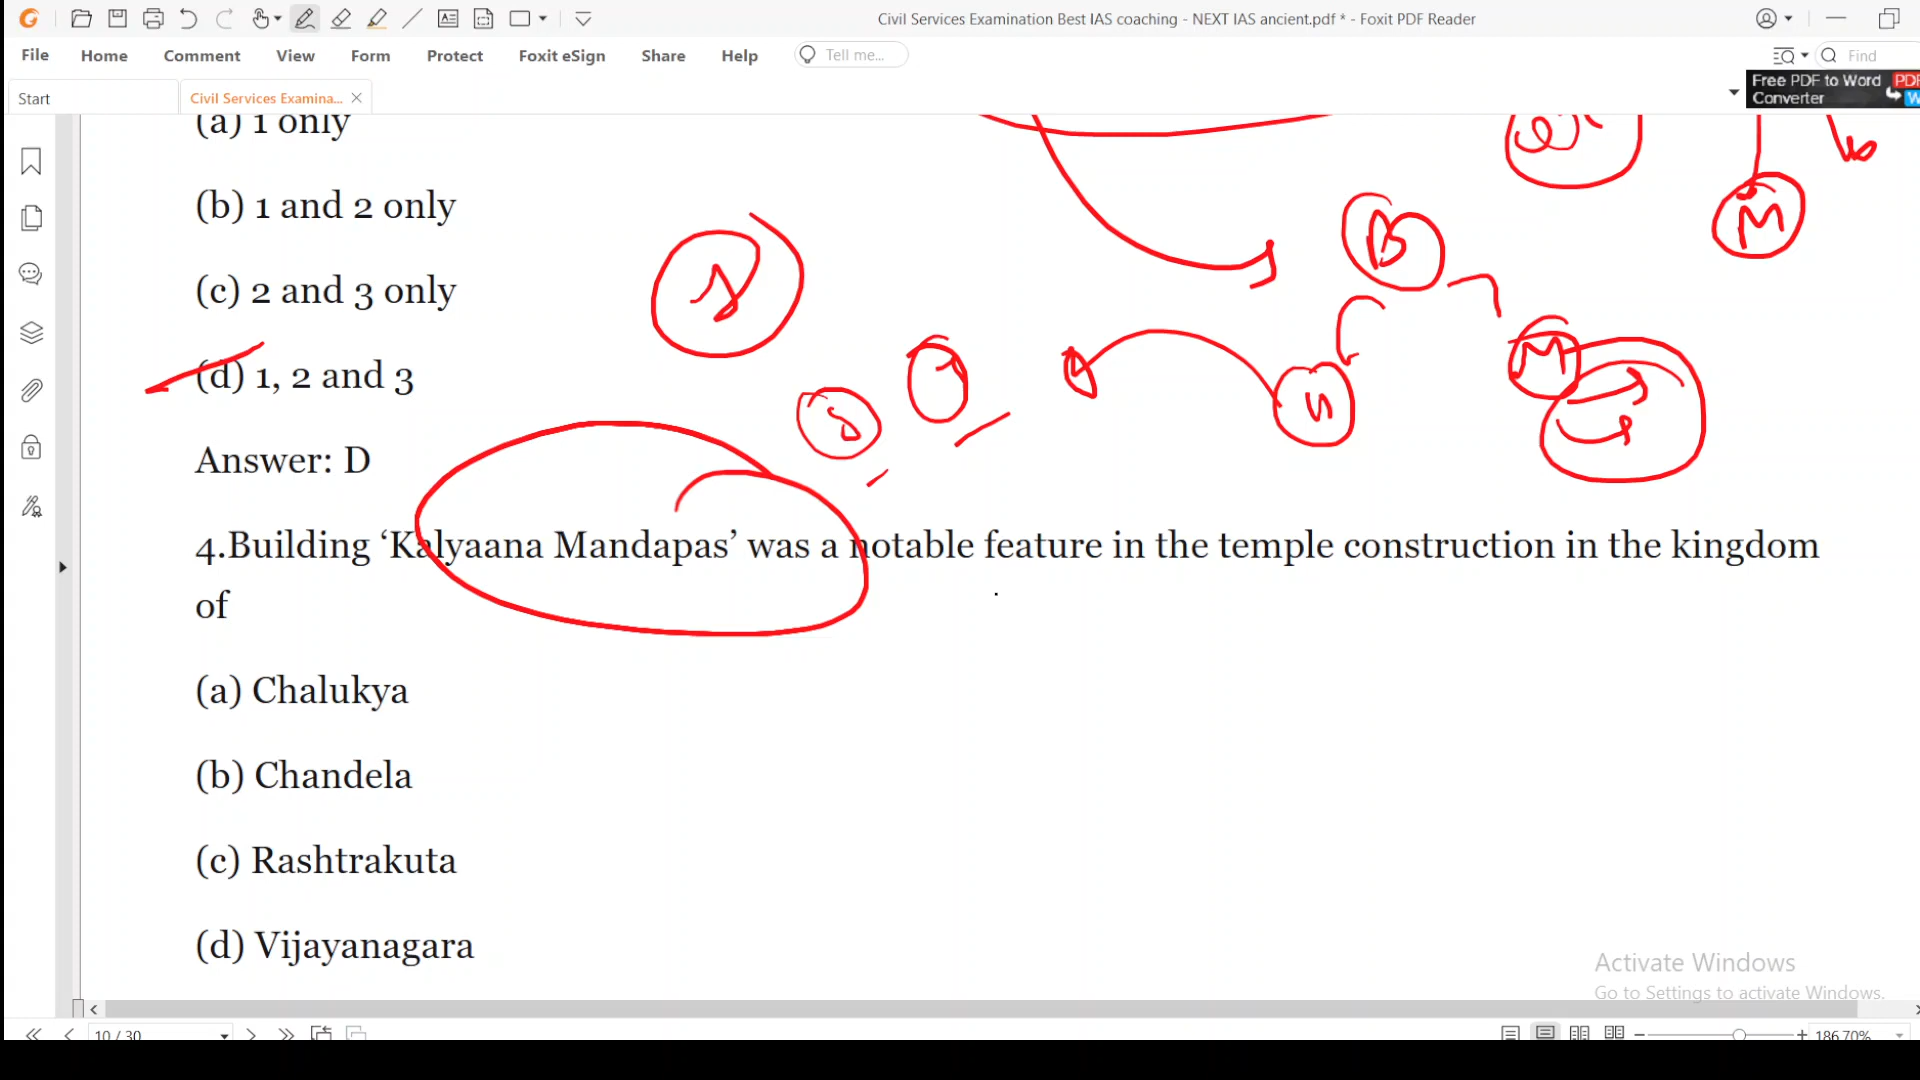 Civil Services Examination Best IAS coaching - NEXT IAS ancient.pdf * - Foxit PDF Reader
File Home Comment View Form Protect Foxit eSign Share Help Tell me... Find
Start Civil Services Examina... Free PDF to Word
Converter
(a) 1 only
(b) 1 and 2 only
(c) 2 and 3 only
(d) 1, 2 and 3
Answer: D
4.Building ‘Kalyaana Mandapas’ was a notable feature in the temple construction in the kingdom
of
(a) Chalukya
(b) Chandela
(c) Rashtrakuta
(d) Vijayanagara
Activate Windows
Go to Settings to activate Windows.
10 / 30 186.70%